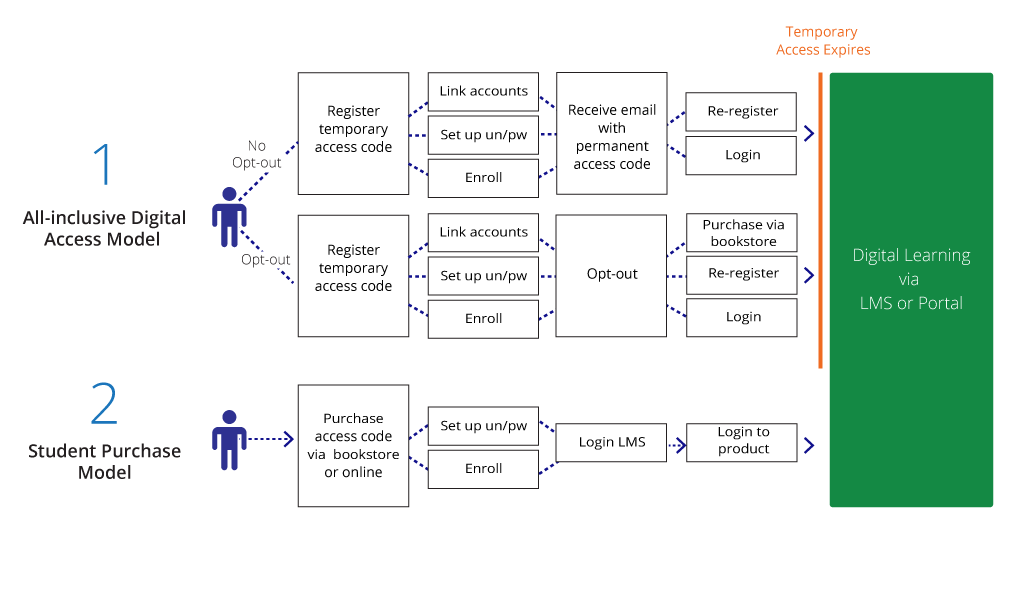 Temporary
Access Expires
1
All-inclusive Digital
Access Model
No
Opt-out
Register
temporary
access code
Link accounts
Set up un/pw
Enroll
Receive email
with
permanent
access code
Re-register
Login
Opt-out
Register
temporary
access code
Link accounts
Set up un/pw
Enroll
Opt-out
Purchase via
bookstore
Re-register
Login
Digital Learning
via
LMS or Portal
2
Student Purchase
Model
Purchase
access code
via bookstore
or online
Set up un/pw
Enroll
Login LMS
Login to
product